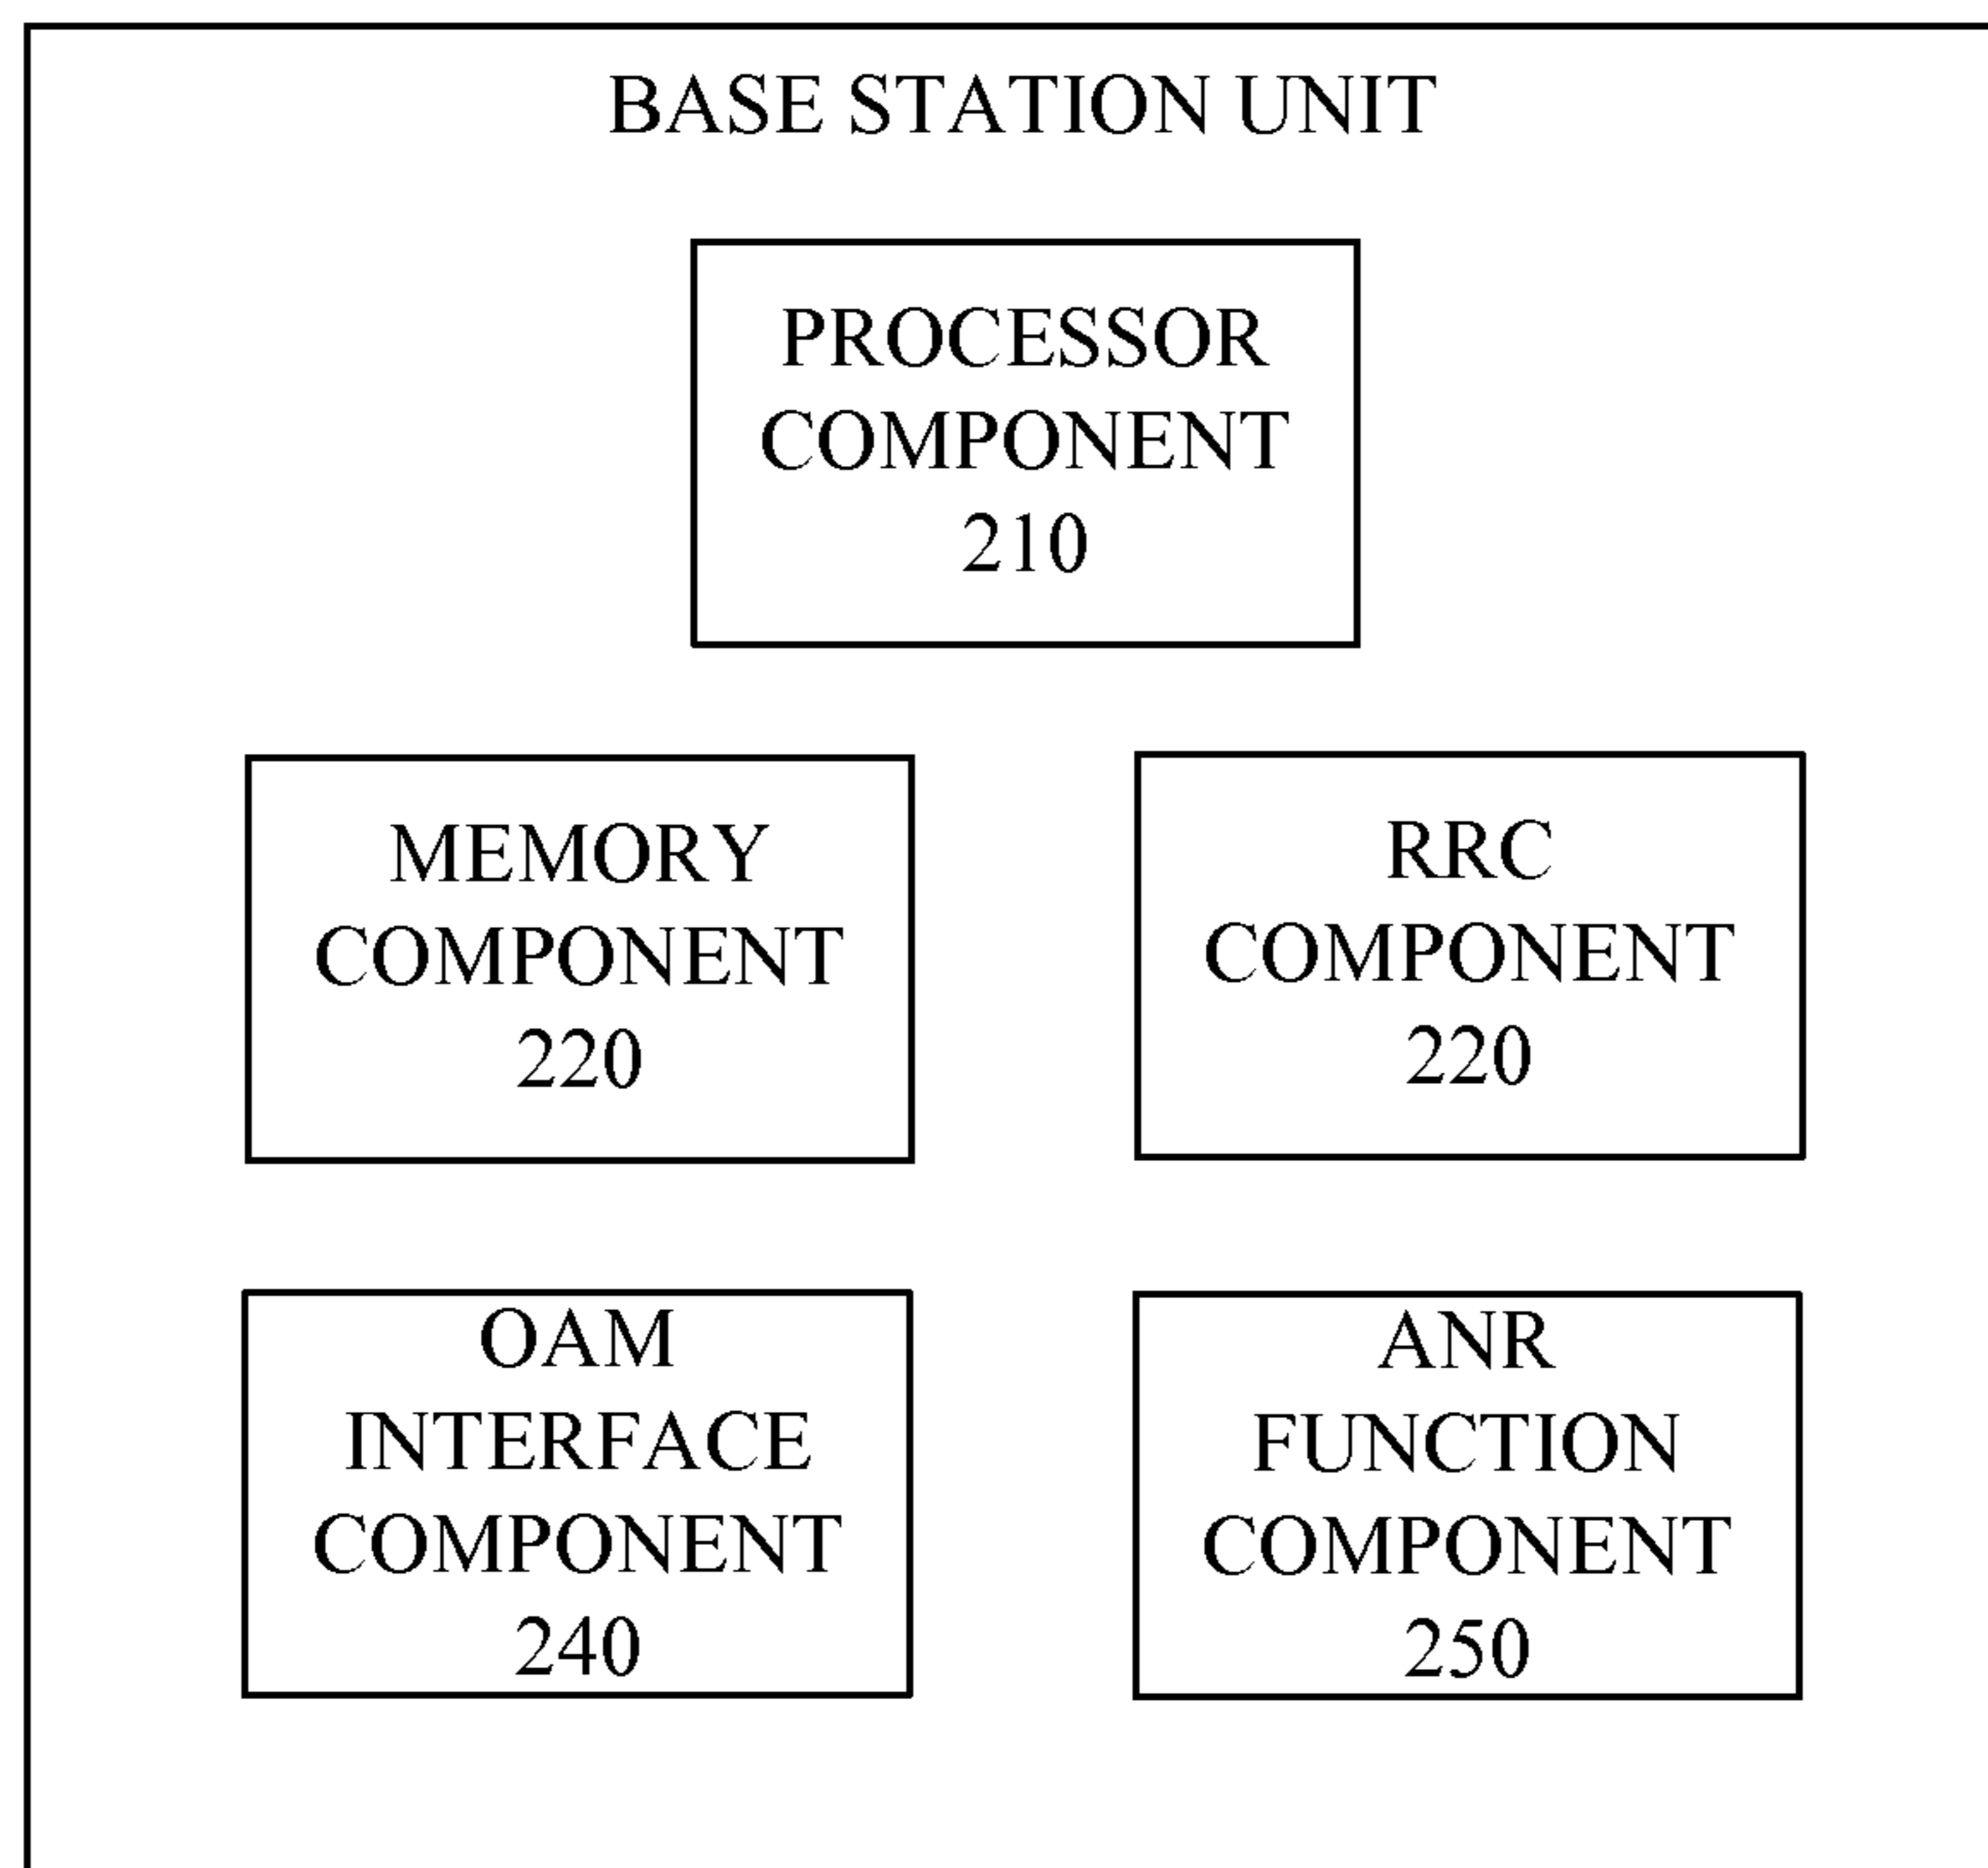 BASE STATION UNIT
PROCESSOR
COMPONENT
210
MEMORY
COMPONENT
220
RRC
COMPONENT
220
OAM
INTERFACE
COMPONENT
240
ANR
FUNCTION
COMPONENT
250